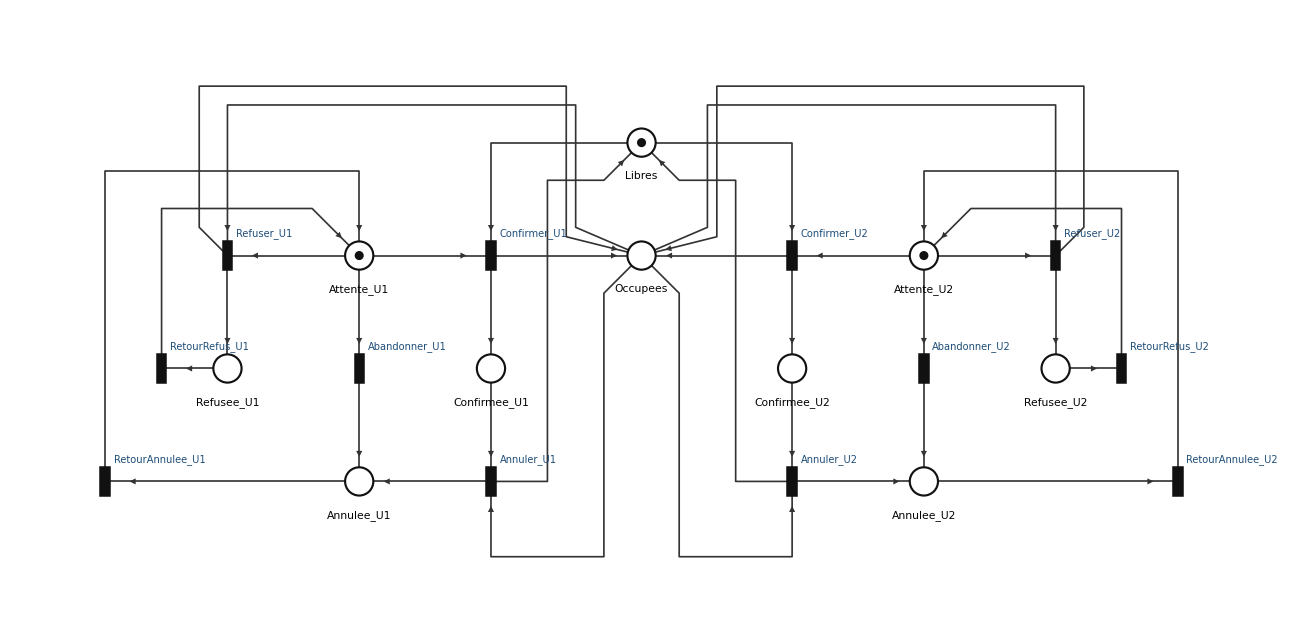 Libres
Refuser_U1
Confirmer_U1
Confirmer_U2
Refuser_U2
Attente_U1
Occupees
Attente_U2
RetourRefus_U1
Abandonner_U1
Abandonner_U2
RetourRefus_U2
Refusee_U1
Confirmee_U1
Confirmee_U2
Refusee_U2
RetourAnnulee_U1
Annuler_U1
Annuler_U2
RetourAnnulee_U2
Annulee_U1
Annulee_U2